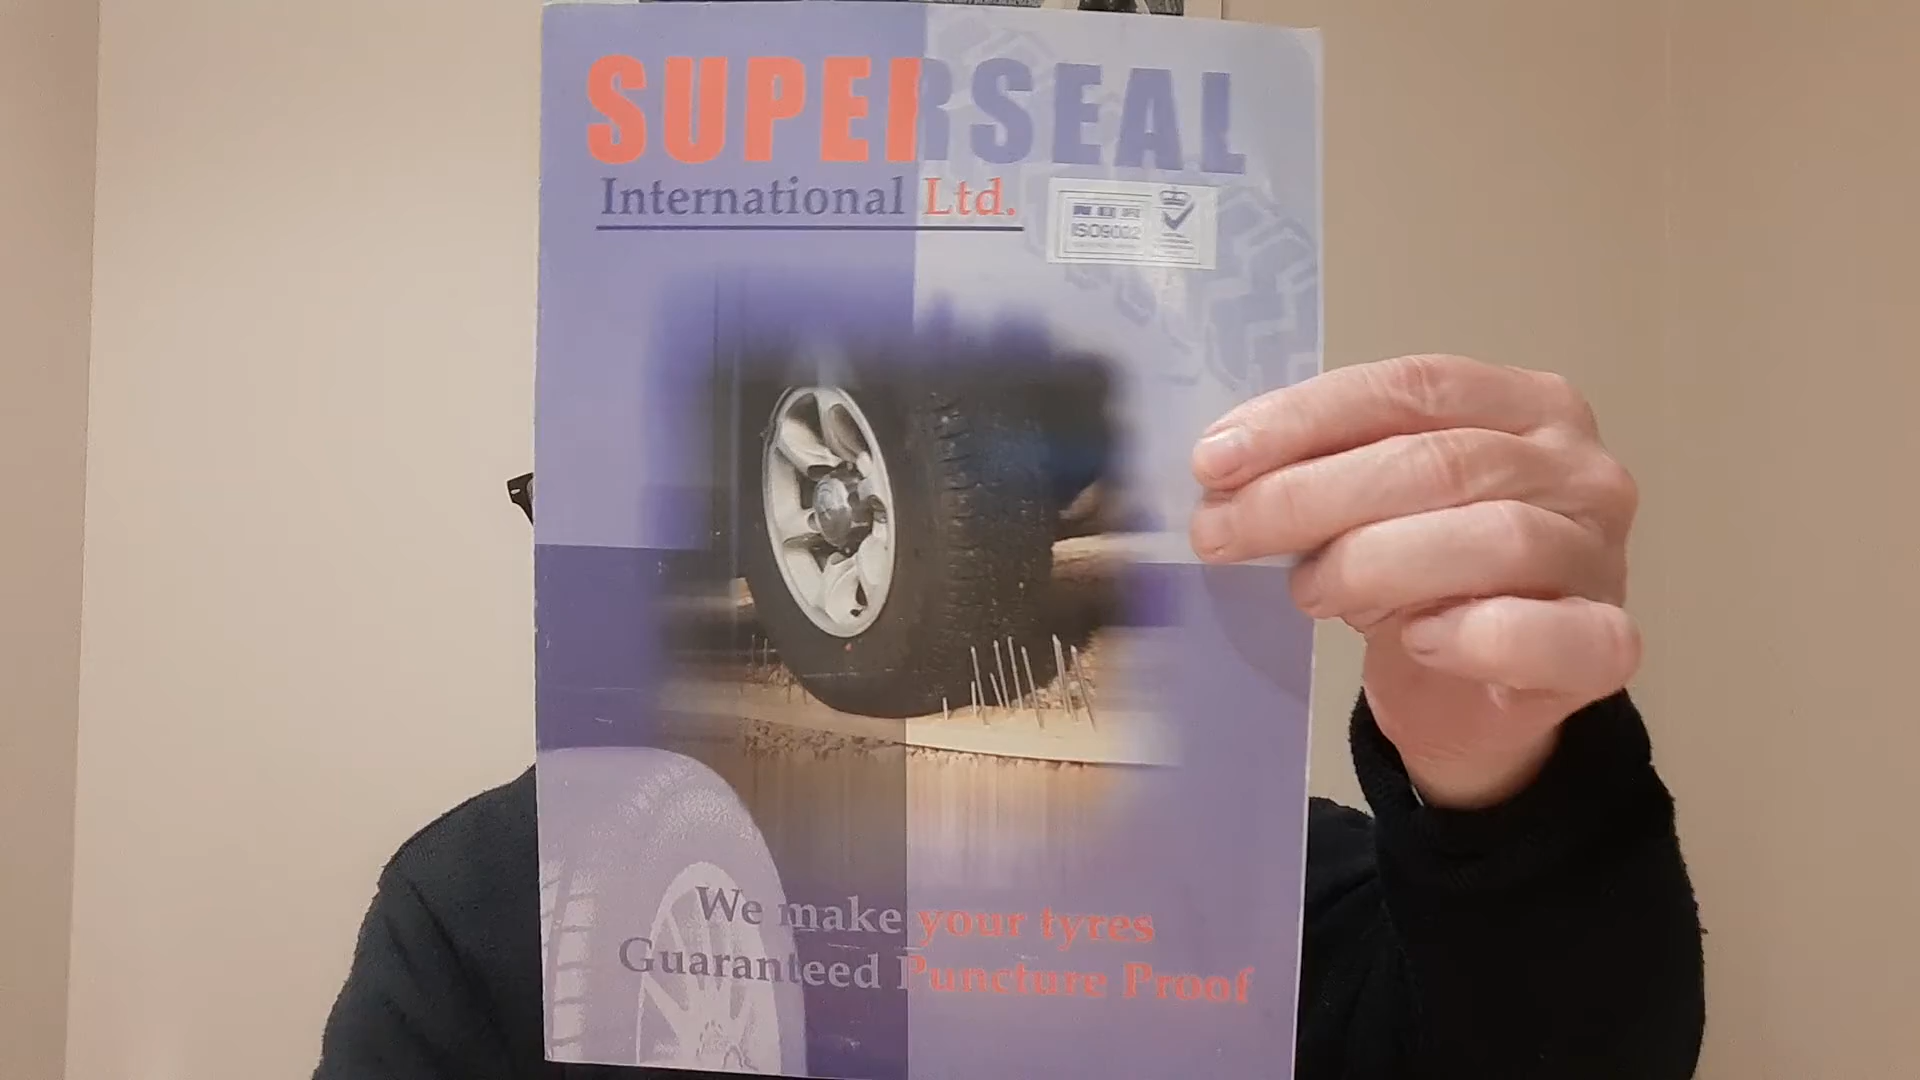 SUPERSEAL
International Ltd.
ISO9002
We make your tyres
Guaranteed Puncture Proof